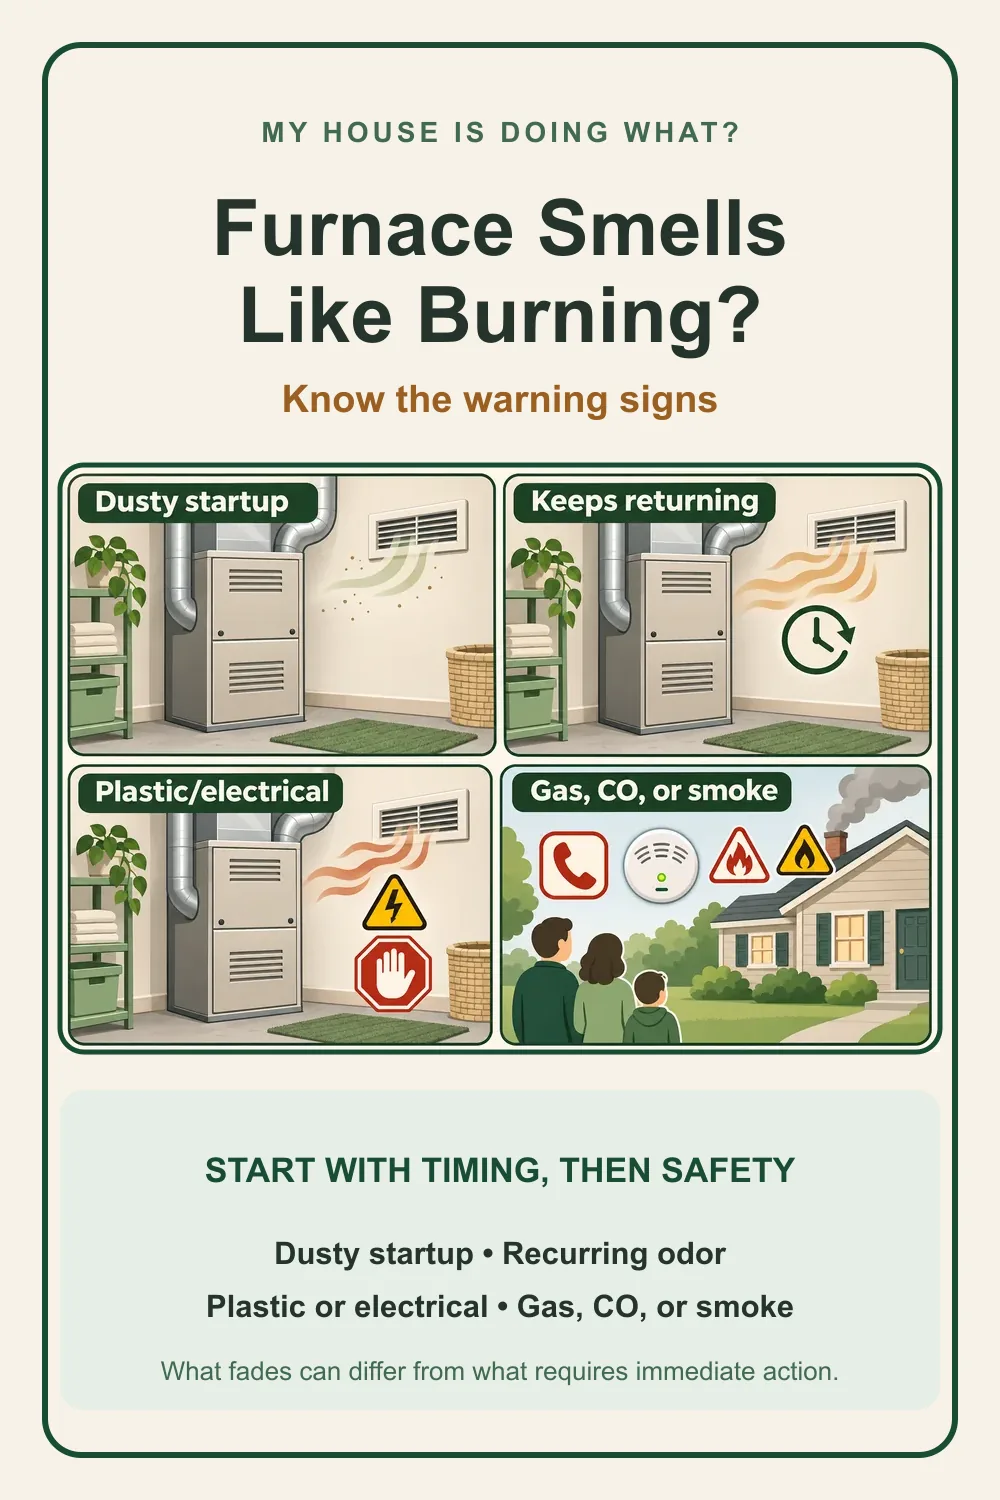 MY HOUSE IS DOING WHAT?
Furnace Smells
Like Burning?
Know the warning signs
Dusty startup
Keeps returning
Plastic/electrical
Gas, CO, or smoke
START WITH TIMING, THEN SAFETY
Dusty startup • Recurring odor
Plastic or electrical • Gas, CO, or smoke
What fades can differ from what requires immediate action.